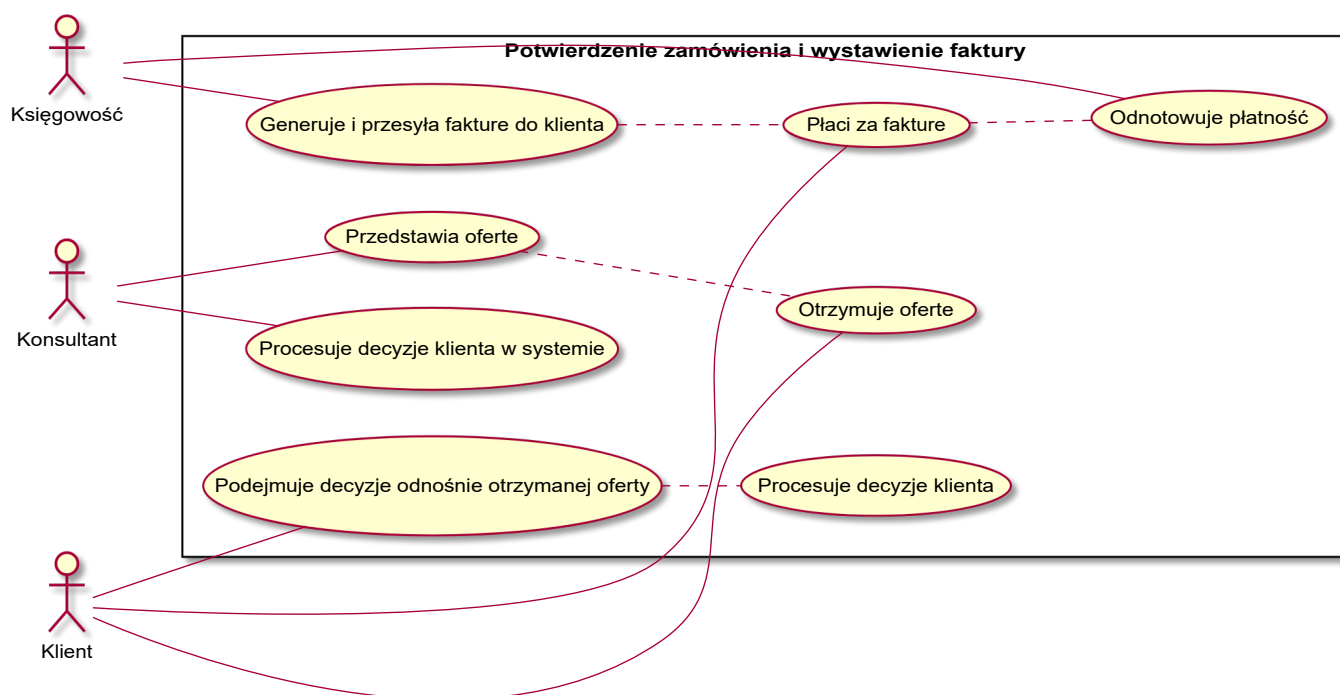 Potwierdzenie zamówienia i wystawienie faktury
Księgowość
Generuje i przesyła fakture do klienta
Płaci za fakture
Odnotowuje płatność
Przedstawia oferte
Konsultant
Otrzymuje oferte
Procesuje decyzje klienta w systemie
Podejmuje decyzje odnośnie otrzymanej oferty
Procesuje decyzje klienta
Klient